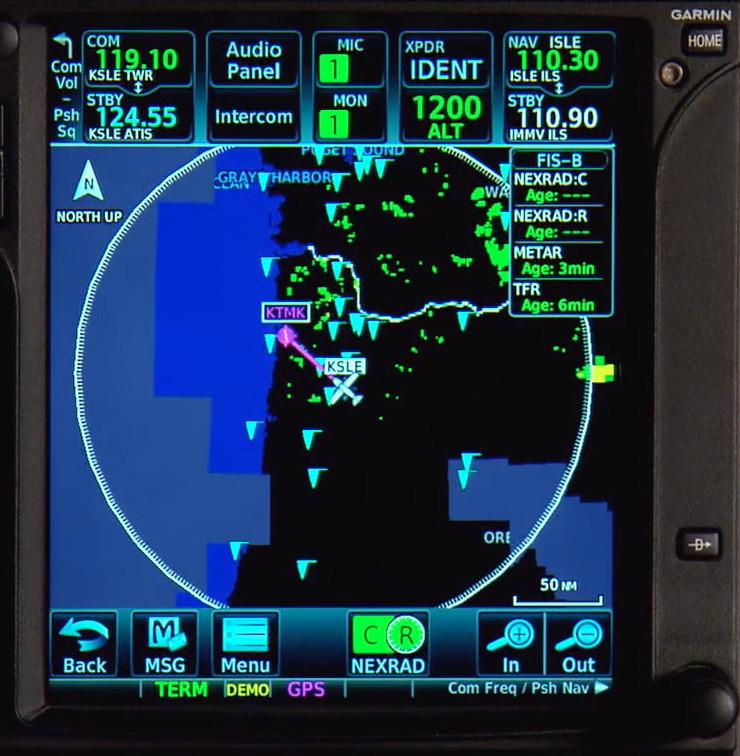 GARMIN
HOME
Com
Vol
-
Psh
Sq
COM
119.10
KSLE TWR
STBY
124.55
KSLE ATIS
Audio
Panel
Intercom
MIC
1
MON
1
XPDR
IDENT
1200
ALT
NAV ISLE
110.30
ISLE ILS
STBY
110.90
IMMV ILS
N
NORTH UP
GRAY HARBOR
WA
FIS-B
NEXRAD:C
Age: ---
NEXRAD:R
Age: ---
METAR
Age: 3min
TFR
Age: 6min
KTMK
KSLE
ORE
50 NM
Back
MSG
Menu
C R
NEXRAD
In
Out
TERM
DEMO
GPS
Com Freq / Psh Nav
D